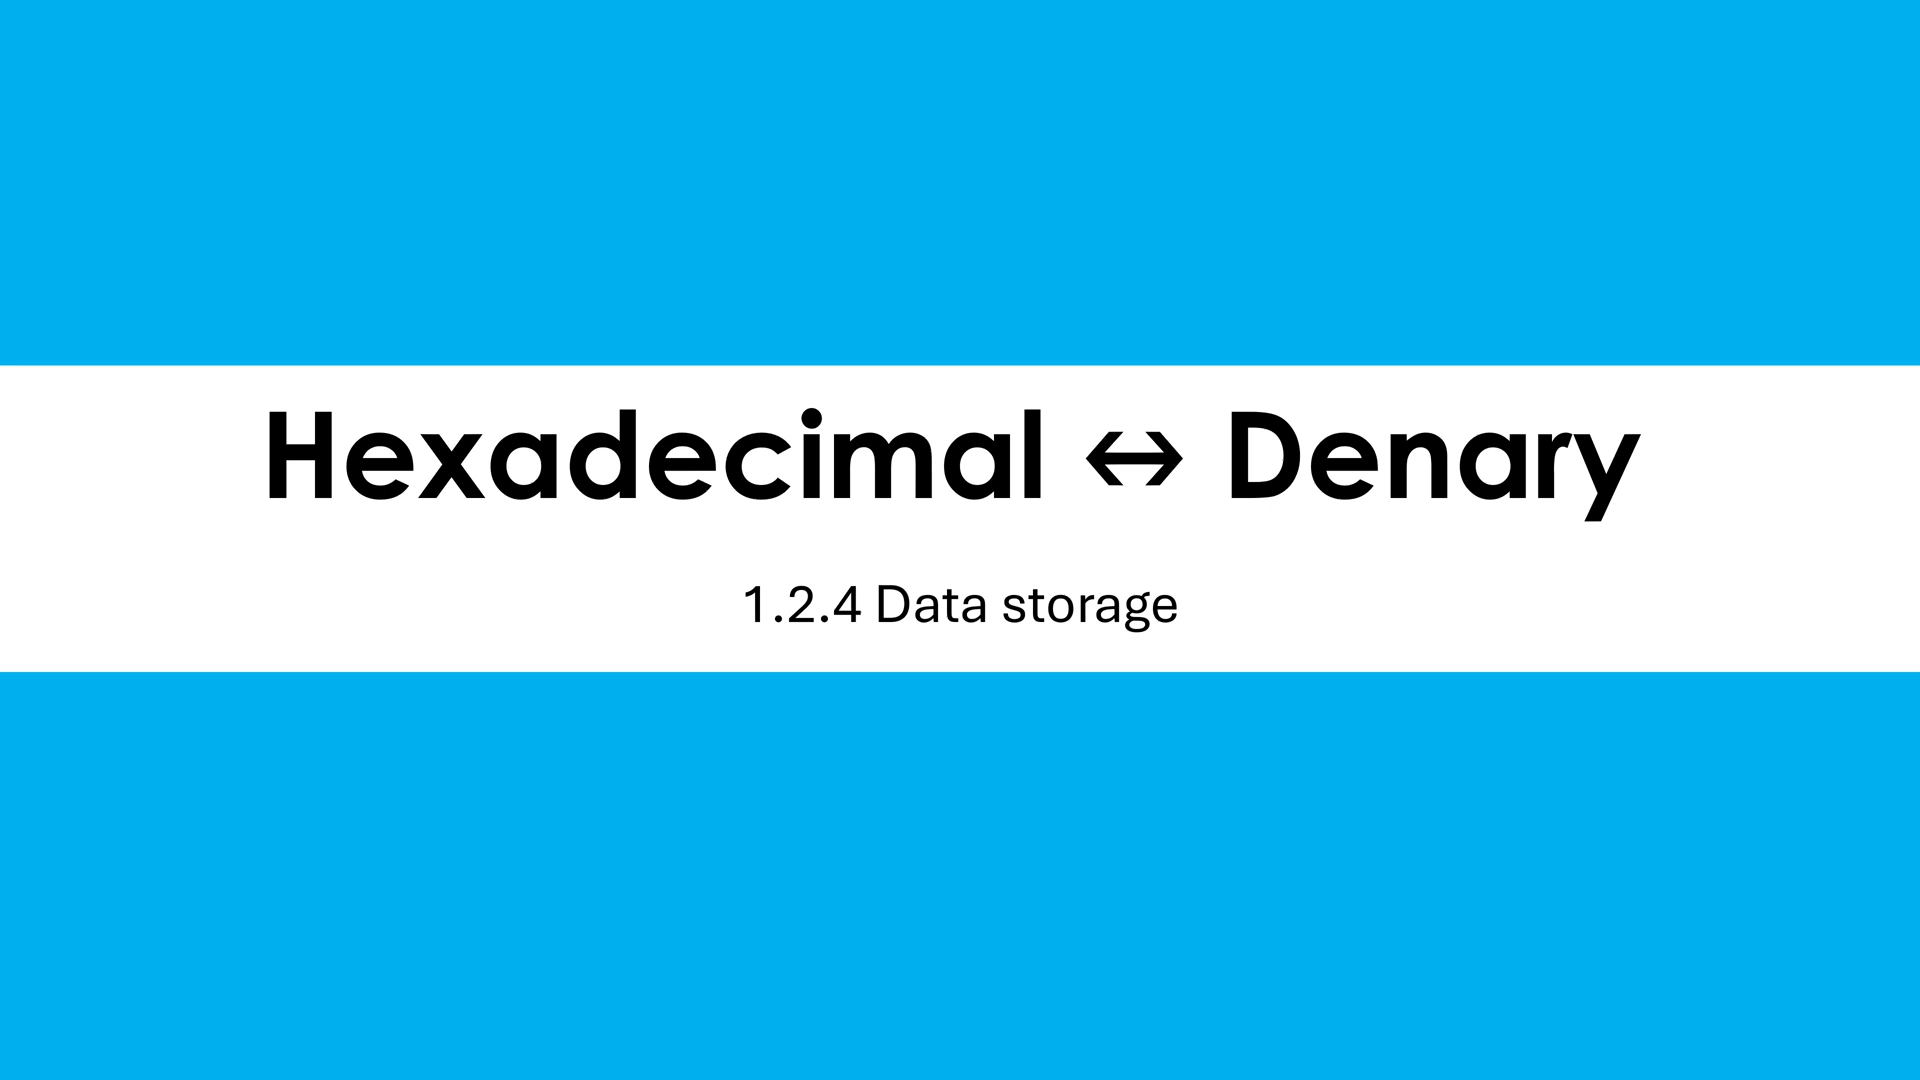 Hexadecimal ↔ Denary
1.2.4 Data storage